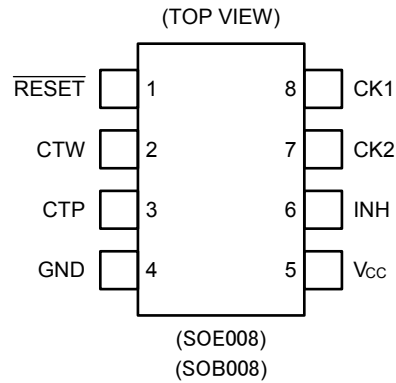 (TOP VIEW)
RESET 1 8 CK1
CTW 2 7 CK2
CTP 3 6 INH
GND 4 5 VCC
(SOE008)
(SOB008)